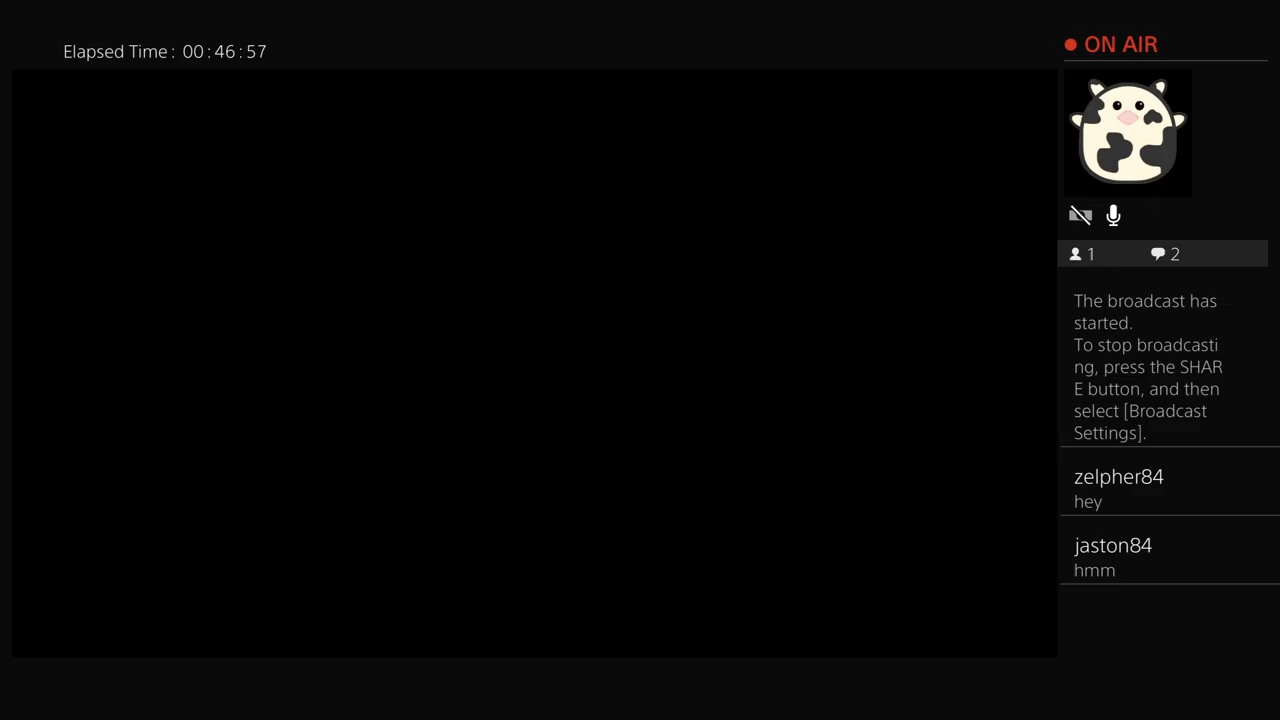 Elapsed Time : 00:46:57
ON AIR
1 2
The broadcast has
started.
To stop broadcasti
ng, press the SHAR
E button, and then
select [Broadcast
Settings].
zelpher84
hey
jaston84
hmm